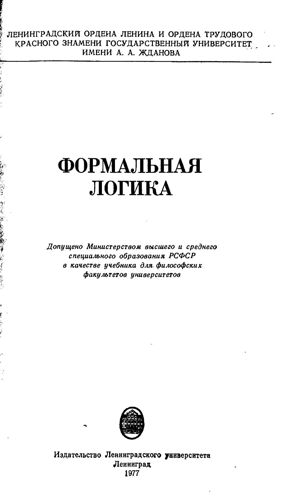 ЛЕНИНГРАДСКИЙ ОРДЕНА ЛЕНИНА И ОРДЕНА ТРУДОВОГО
КРАСНОГО ЗНАМЕНИ ГОСУДАРСТВЕННЫЙ УНИВЕРСИТЕТ
ИМЕНИ А. А. ЖДАНОВА
ФОРМАЛЬНАЯ
ЛОГИКА
Допущено Министерством высшего и среднего
специального образования РСФСР
в качестве учебника для философских
факультетов университетов
Издательство Ленинградского университета
Ленинград
1977